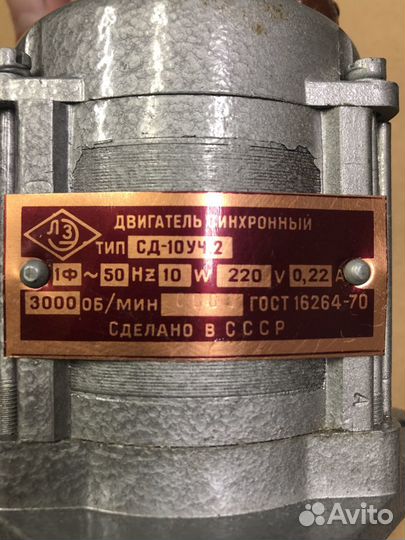 ЛЗ
ДВИГАТЕЛЬ СИНХРОННЫЙ
ТИП СД-10УЧ 2
1Ф ~ 50 Hz 10 W 220 V 0,22 A
3000 ОБ/МИН ГОСТ 16264-70
СДЕЛАНО В СССР
Avito